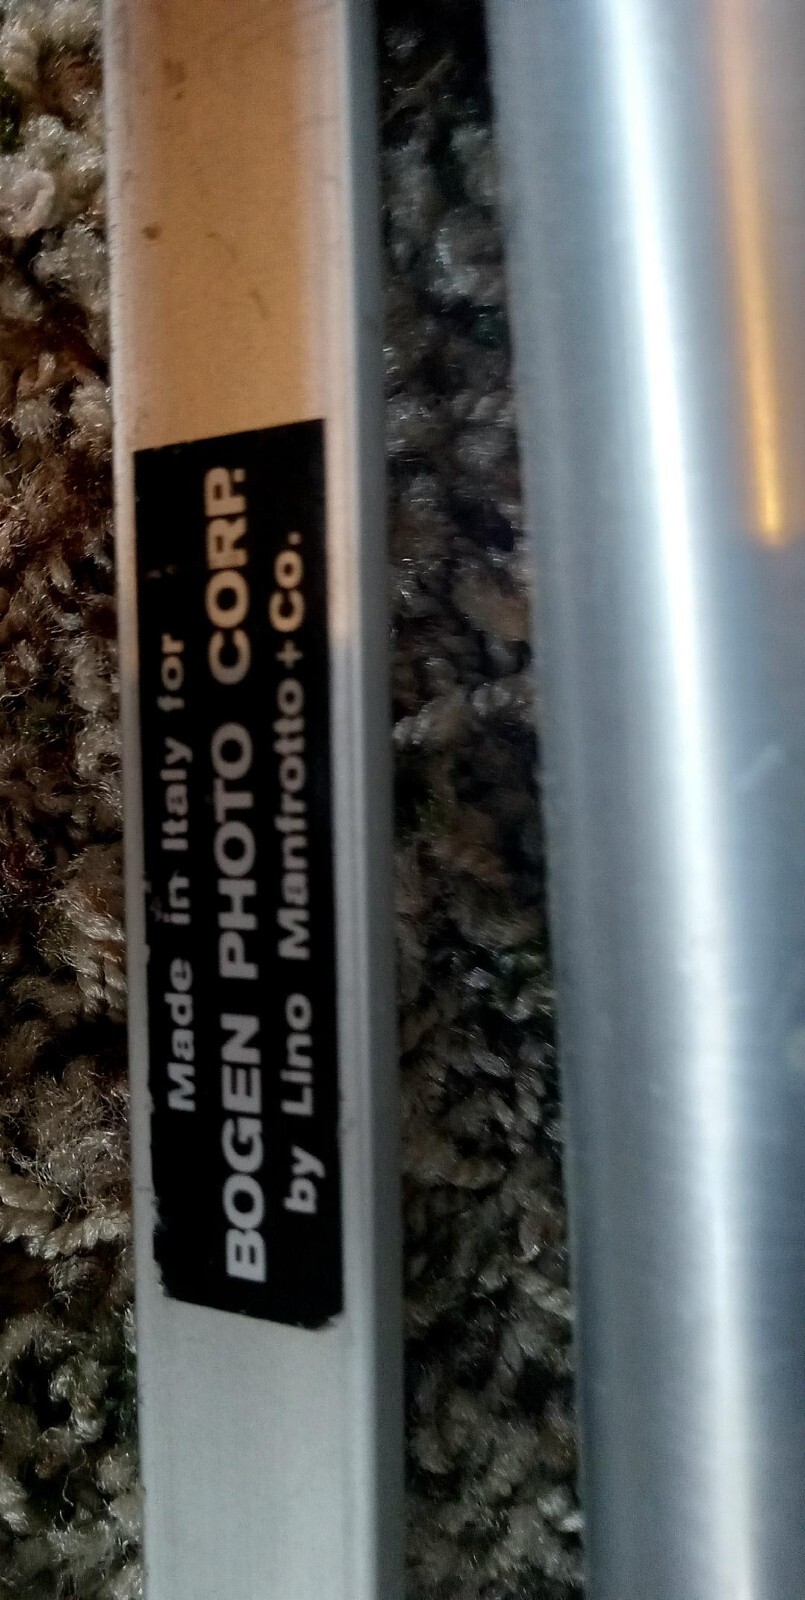 Made in Italy for
BOGEN PHOTO CORP.
by Lino Manfrotto+Co.